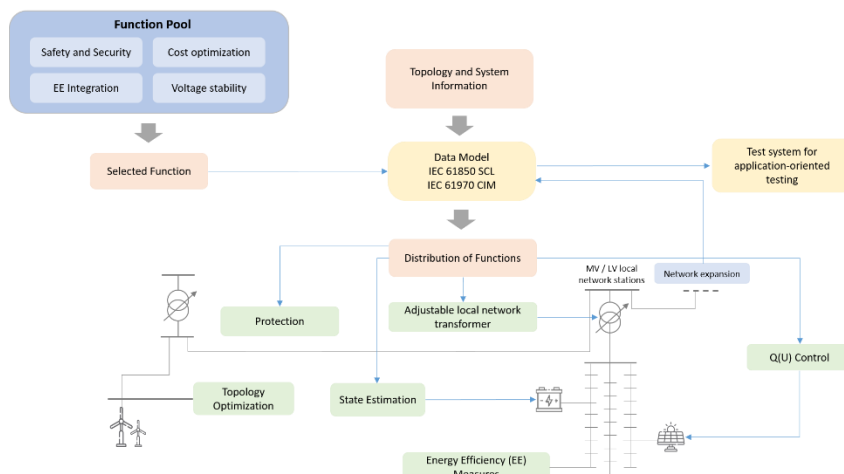 Function Pool
Safety and Security
Cost optimization
EE Integration
Voltage stability
Topology and System
Information
Selected Function
Data Model
IEC 61850 SCL
IEC 61970 CIM
Test system for
application-oriented
testing
Distribution of Functions
MV / LV local
network stations
Network expansion
Protection
Adjustable local network
transformer
Q(U) Control
Topology
Optimization
State Estimation
Energy Efficiency (EE)
Measures